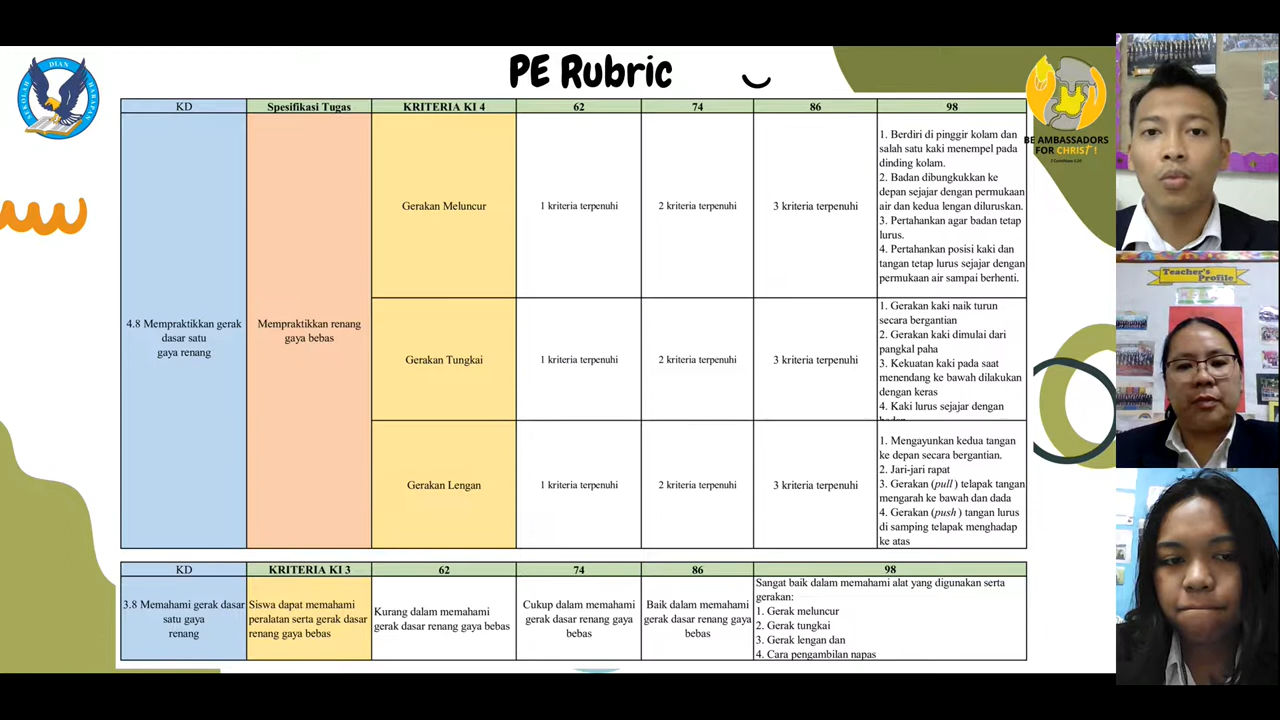 PE Rubric
SEKOLAH DIAN HARAPAN
BE AMBASSADORS
FOR CHRIST !
KD
Spesifikasi Tugas
KRITERIA KI 4
62
74
86
98
4.8 Mempraktikkan gerak
dasar satu
gaya renang
Mempraktikkan renang
gaya bebas
Gerakan Meluncur
1 kriteria terpenuhi
2 kriteria terpenuhi
3 kriteria terpenuhi
1. Berdiri di pinggir kolam dan
salah satu kaki menempel pada
dinding kolam.
2. Badan dibungkukkan ke
depan sejajar dengan permukaan
air dan kedua lengan diluruskan.
3. Pertahankan agar badan tetap
lurus.
4. Pertahankan posisi kaki dan
tangan tetap lurus sejajar dengan
permukaan air sampai berhenti.
Gerakan Tungkai
1 kriteria terpenuhi
2 kriteria terpenuhi
3 kriteria terpenuhi
1. Gerakan kaki naik turun
secara bergantian
2. Gerakan kaki dimulai dari
pangkal paha
3. Kekuatan kaki pada saat
menendang ke bawah dilakukan
dengan keras
4. Kaki lurus sejajar dengan
Gerakan Lengan
1 kriteria terpenuhi
2 kriteria terpenuhi
3 kriteria terpenuhi
1. Mengayunkan kedua tangan
ke depan secara bergantian.
2. Jari-jari rapat
3. Gerakan (pull) telapak tangan
mengarah ke bawah dan dada
4. Gerakan (push) tangan lurus
di samping telapak menghadap
ke atas
KD
KRITERIA KI 3
62
74
86
98
3.8 Memahami gerak dasar
satu gaya
renang
Siswa dapat memahami
peralatan serta gerak dasar
renang gaya bebas
Kurang dalam memahami
gerak dasar renang gaya bebas
Cukup dalam memahami
gerak dasar renang gaya
bebas
Baik dalam memahami
gerak dasar renang gaya
bebas
Sangat baik dalam memahami alat yang digunakan serta
gerakan:
1. Gerak meluncur
2. Gerak tungkai
3. Gerak lengan dan
4. Cara pengambilan napas
Teacher's
Profile